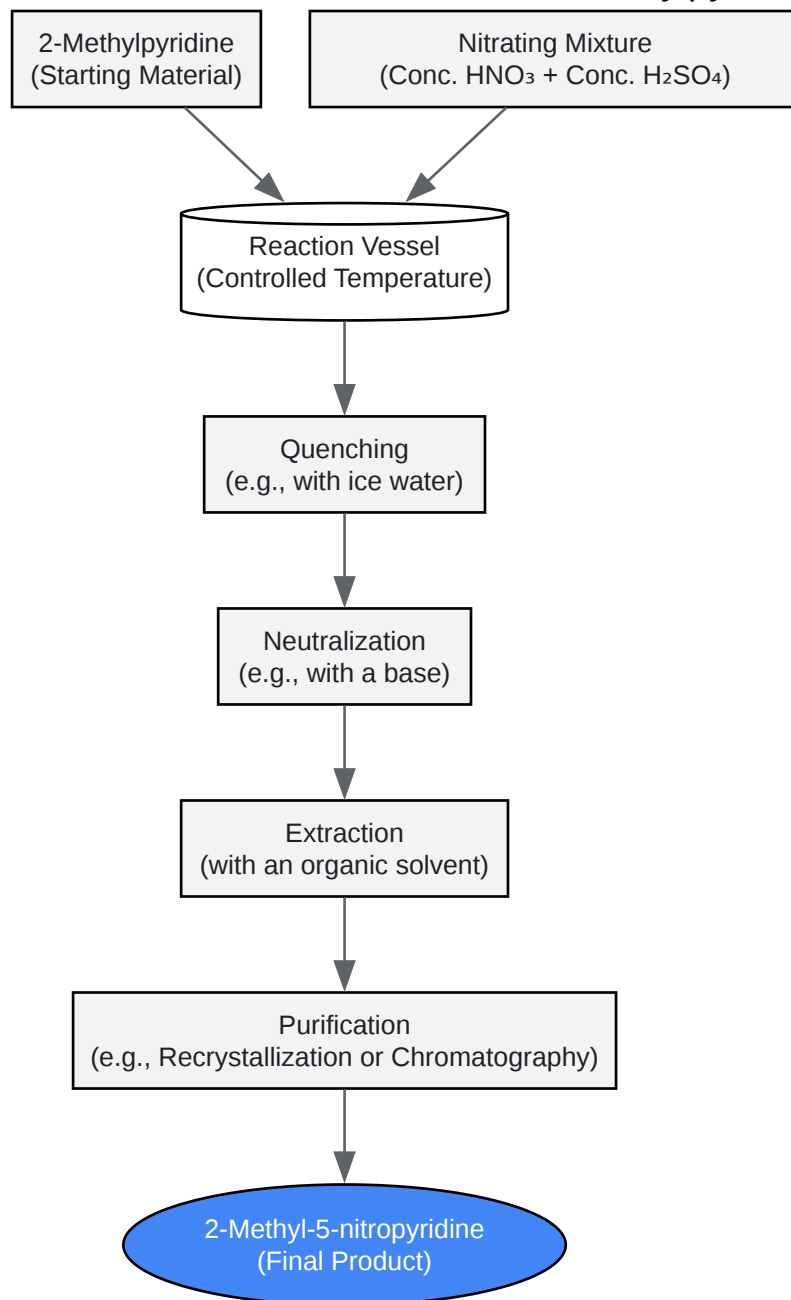 2-Methylpyridine
(Starting Material)
Nitrating Mixture
(Conc. HNO₃ + Conc. H₂SO₄)
Reaction Vessel
(Controlled Temperature)
Quenching
(e.g., with ice water)
Neutralization
(e.g., with a base)
Extraction
(with an organic solvent)
Purification
(e.g., Recrystallization or Chromatography)
2-Methyl-5-nitropyridine
(Final Product)